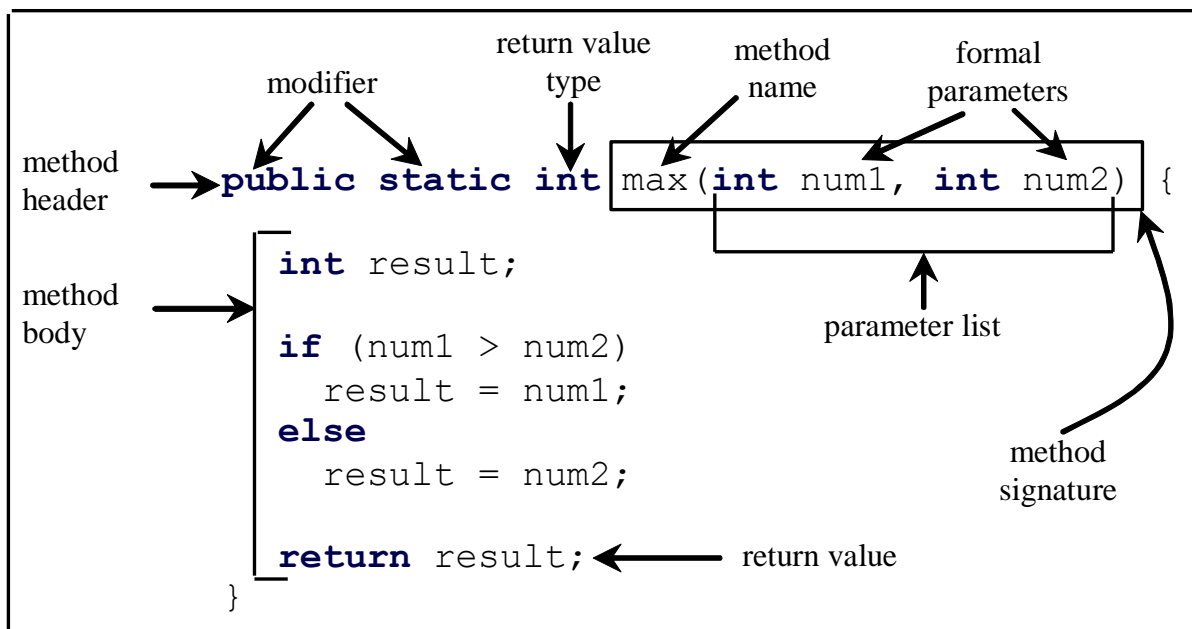 return value
type
method
name
formal
parameters
modifier
method
header
public static int max(int num1, int num2) {
method
body
int result;
if (num1 > num2)
result = num1;
else
result = num2;
return result;
}
parameter list
method
signature
return value